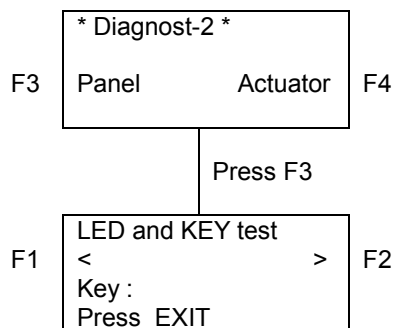 * Diagnost-2 *
F3 Panel Actuator F4
Press F3
LED and KEY test
F1 < > F2
Key :
Press EXIT